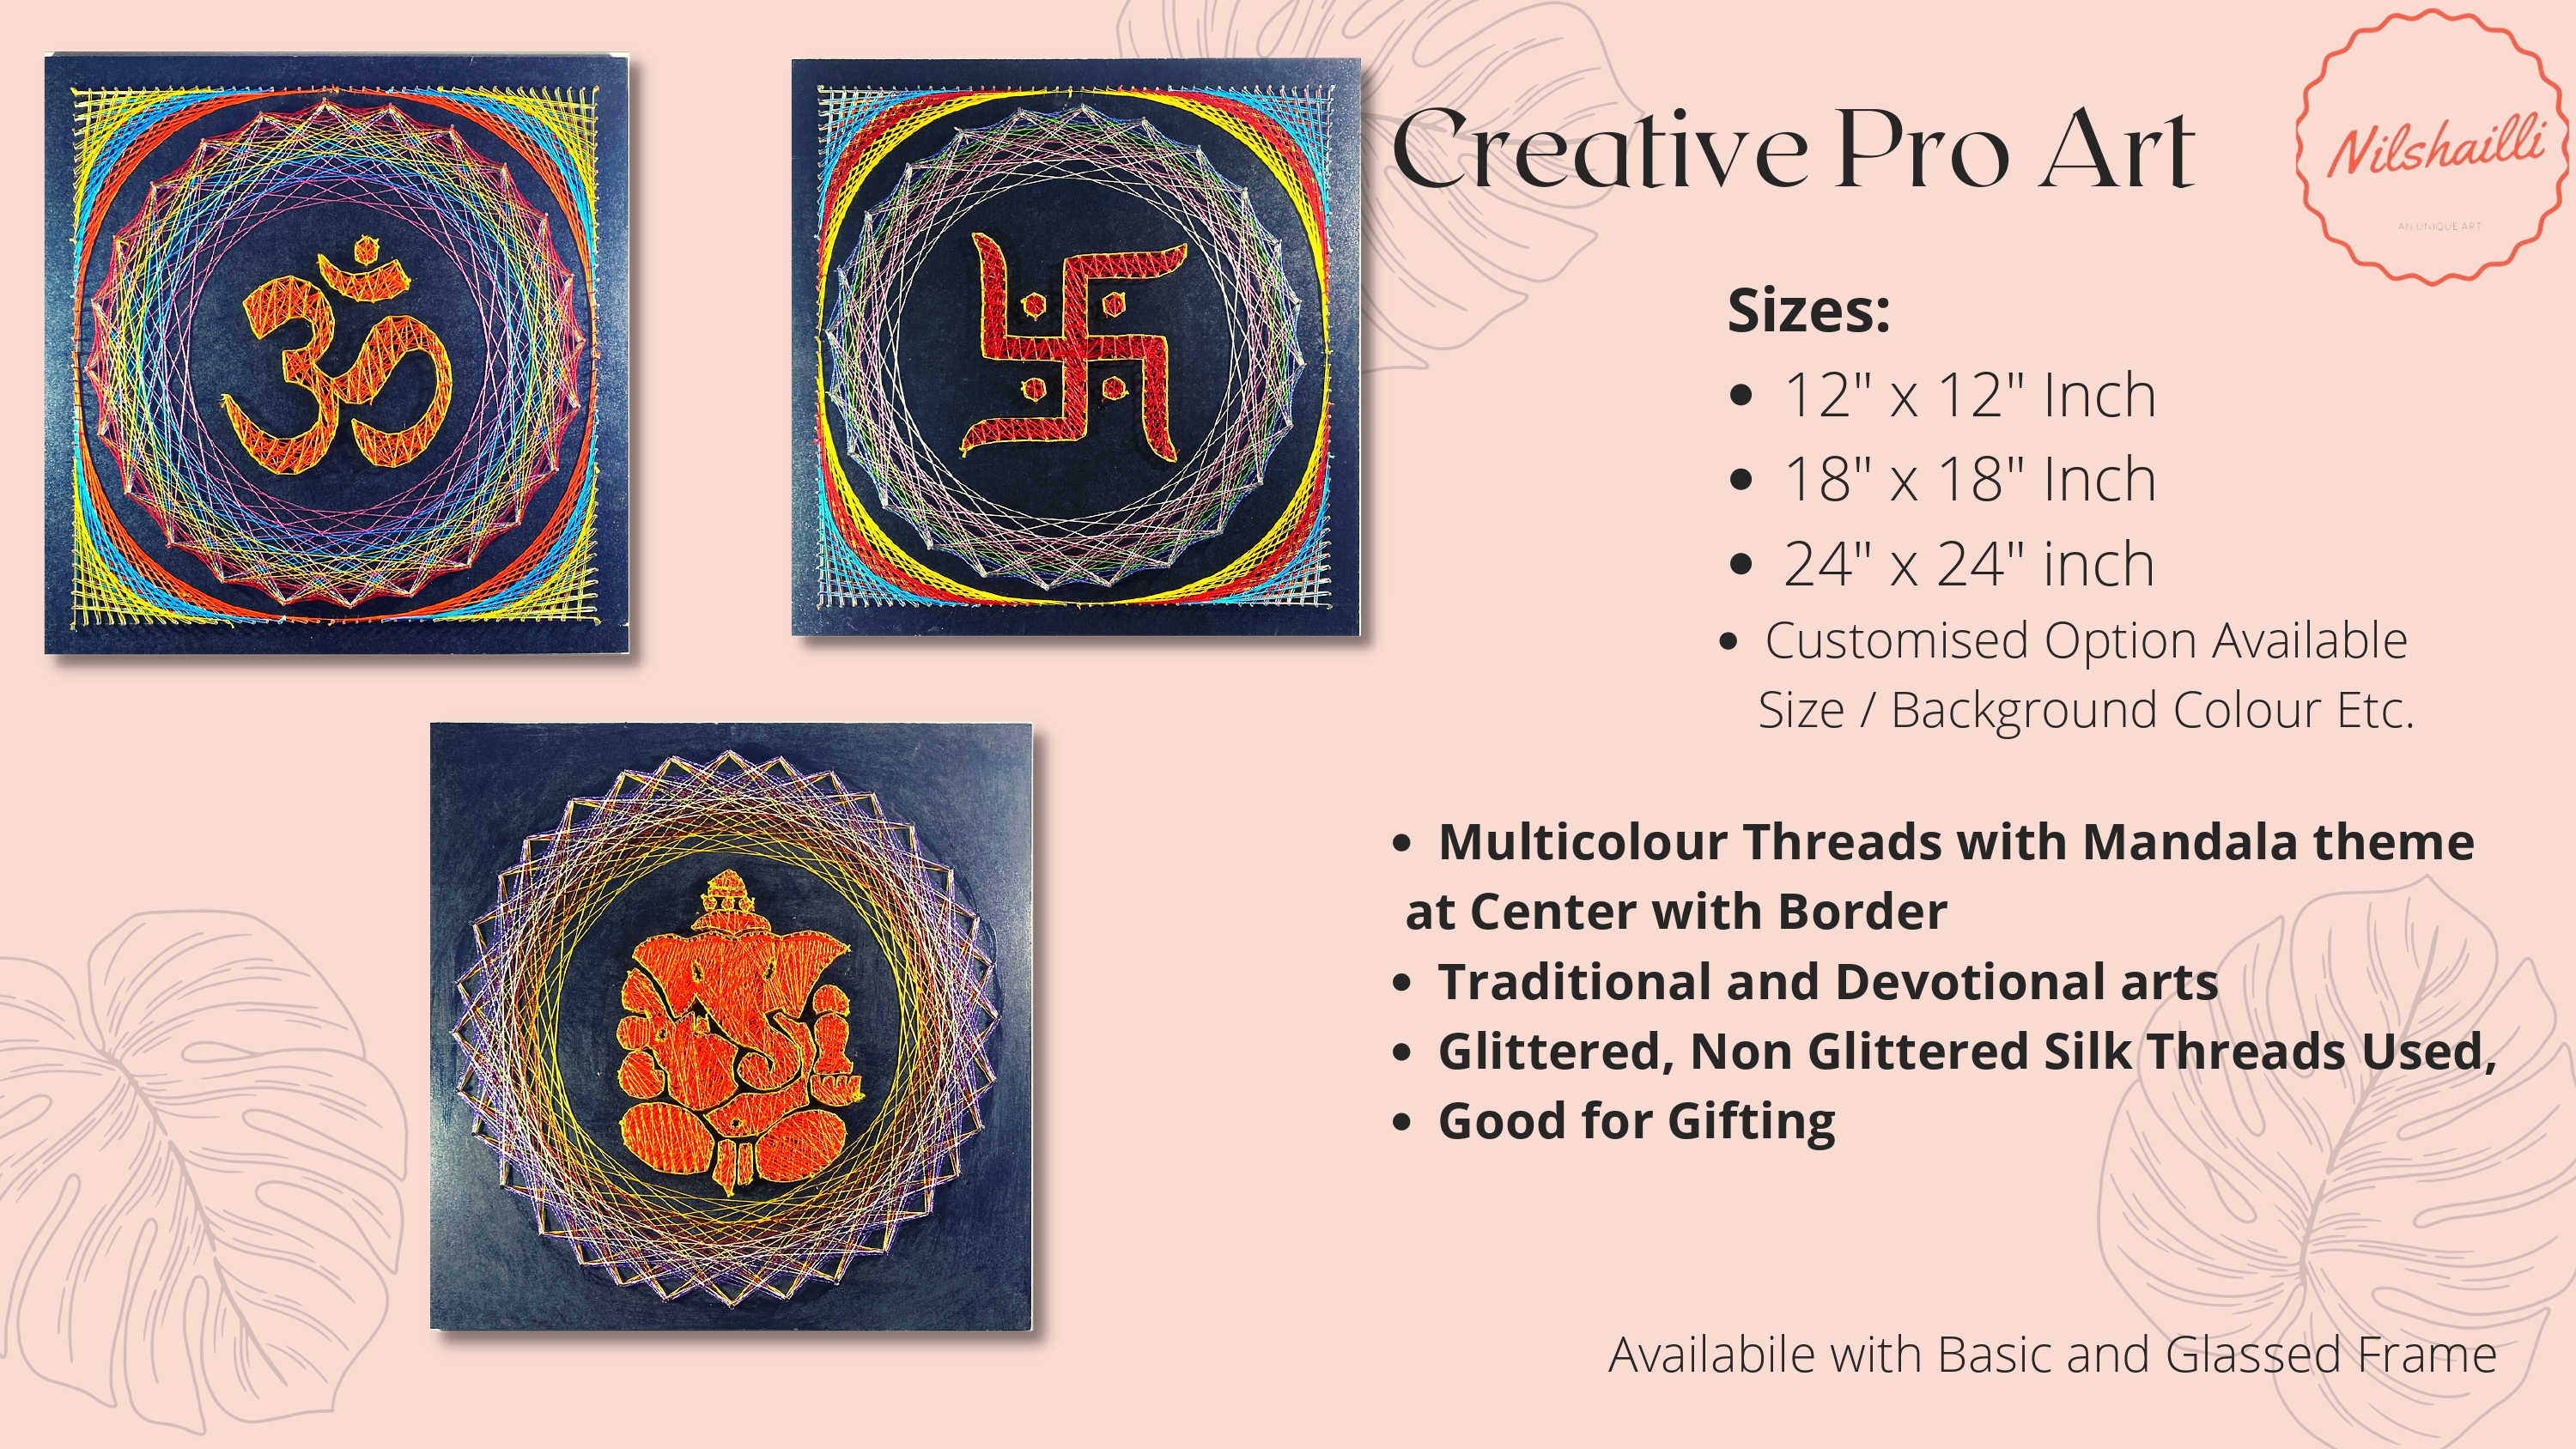 Creative Pro Art
Nilshailli
AN UNIQUE ART
Sizes:
• 12" x 12" Inch
• 18" x 18" Inch
• 24" x 24" inch
• Customised Option Available
Size / Background Colour Etc.
• Multicolour Threads with Mandala theme
at Center with Border
• Traditional and Devotional arts
• Glittered, Non Glittered Silk Threads Used,
• Good for Gifting
Availabile with Basic and Glassed Frame
ॐ